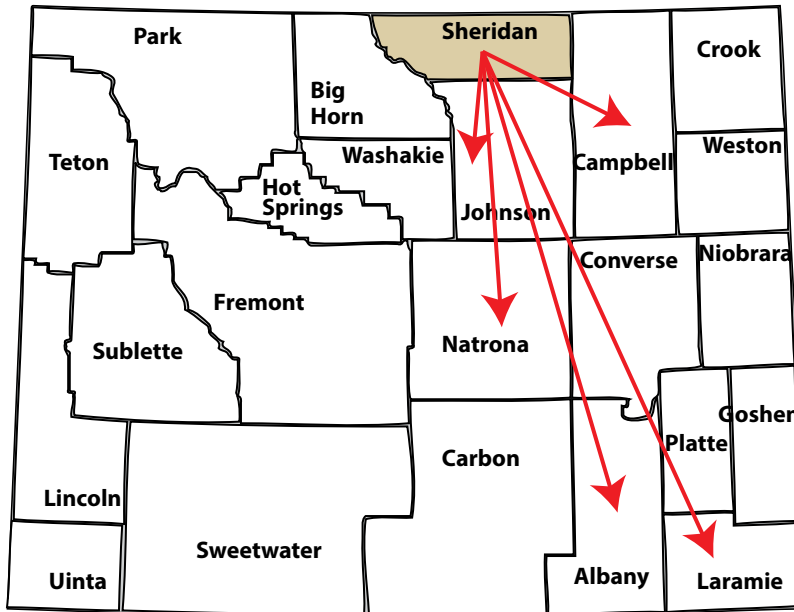 Park
Sheridan
Crook
Big
Horn
Teton
Washakie
Campbell
Weston
Hot
Springs
Johnson
Fremont
Converse
Niobrara
Sublette
Natrona
Goshen
Platte
Carbon
Lincoln
Sweetwater
Uinta
Albany
Laramie